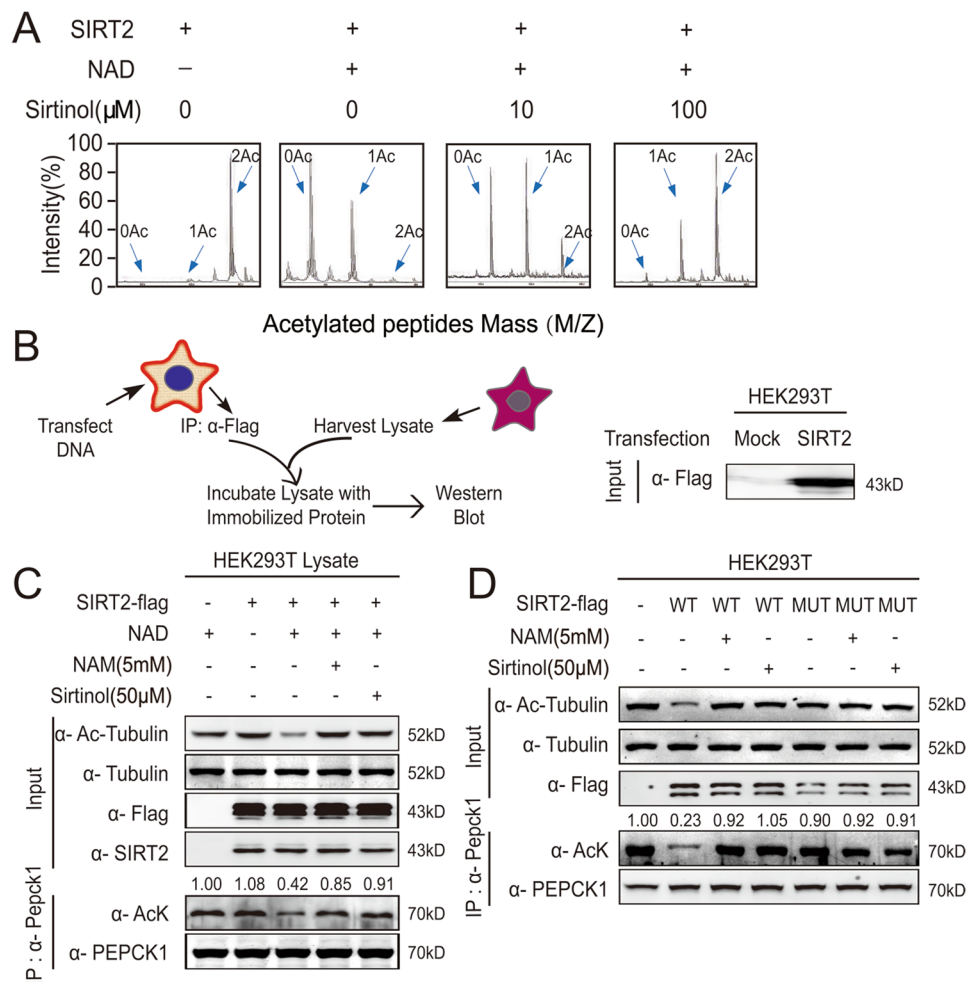 A
SIRT2 + + + +
NAD – + + +
Sirtinol(µM) 0 0 10 100
Intensity(%)
100
80
60
40
20
0
0Ac 1Ac 2Ac
0Ac 1Ac 2Ac
0Ac 1Ac 2Ac
0Ac 1Ac 2Ac
Acetylated peptides Mass (M/Z)
B
Transfect
DNA
IP: α-Flag
Harvest Lysate
Incubate Lysate with
Immobilized Protein
Western
Blot
HEK293T
Transfection Mock SIRT2
Input
α- Flag 43kD
C
HEK293T Lysate
SIRT2-flag - + + + +
NAD + - + + +
NAM(5mM) - - - + -
Sirtinol(50µM) - - - - +
Input
α- Ac-Tubulin 52kD
α- Tubulin 52kD
α- Flag 43kD
α- SIRT2 43kD
1.00 1.08 0.42 0.85 0.91
P : α- Pepck1
α- AcK 70kD
α- PEPCK1 70kD
D
HEK293T
SIRT2-flag - WT WT WT MUT MUT MUT
NAM(5mM) - - + - - + -
Sirtinol(50µM) - - - + - - +
Input
α- Ac-Tubulin 52kD
α- Tubulin 52kD
α- Flag 43kD
1.00 0.23 0.92 1.05 0.90 0.92 0.91
IP : α- Pepck1
α- AcK 70kD
α- PEPCK1 70kD